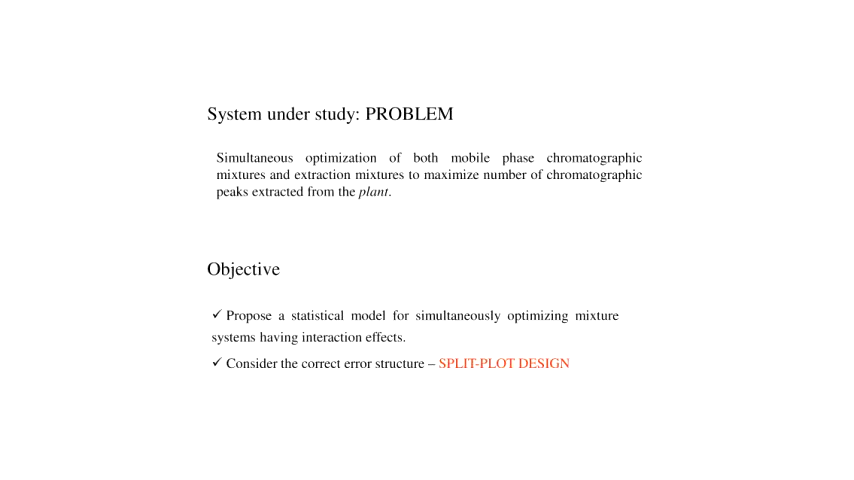 System under study: PROBLEM
Simultaneous optimization of both mobile phase chromatographic
mixtures and extraction mixtures to maximize number of chromatographic
peaks extracted from the plant.
Objective
✓ Propose a statistical model for simultaneously optimizing mixture
systems having interaction effects.
✓ Consider the correct error structure – SPLIT-PLOT DESIGN